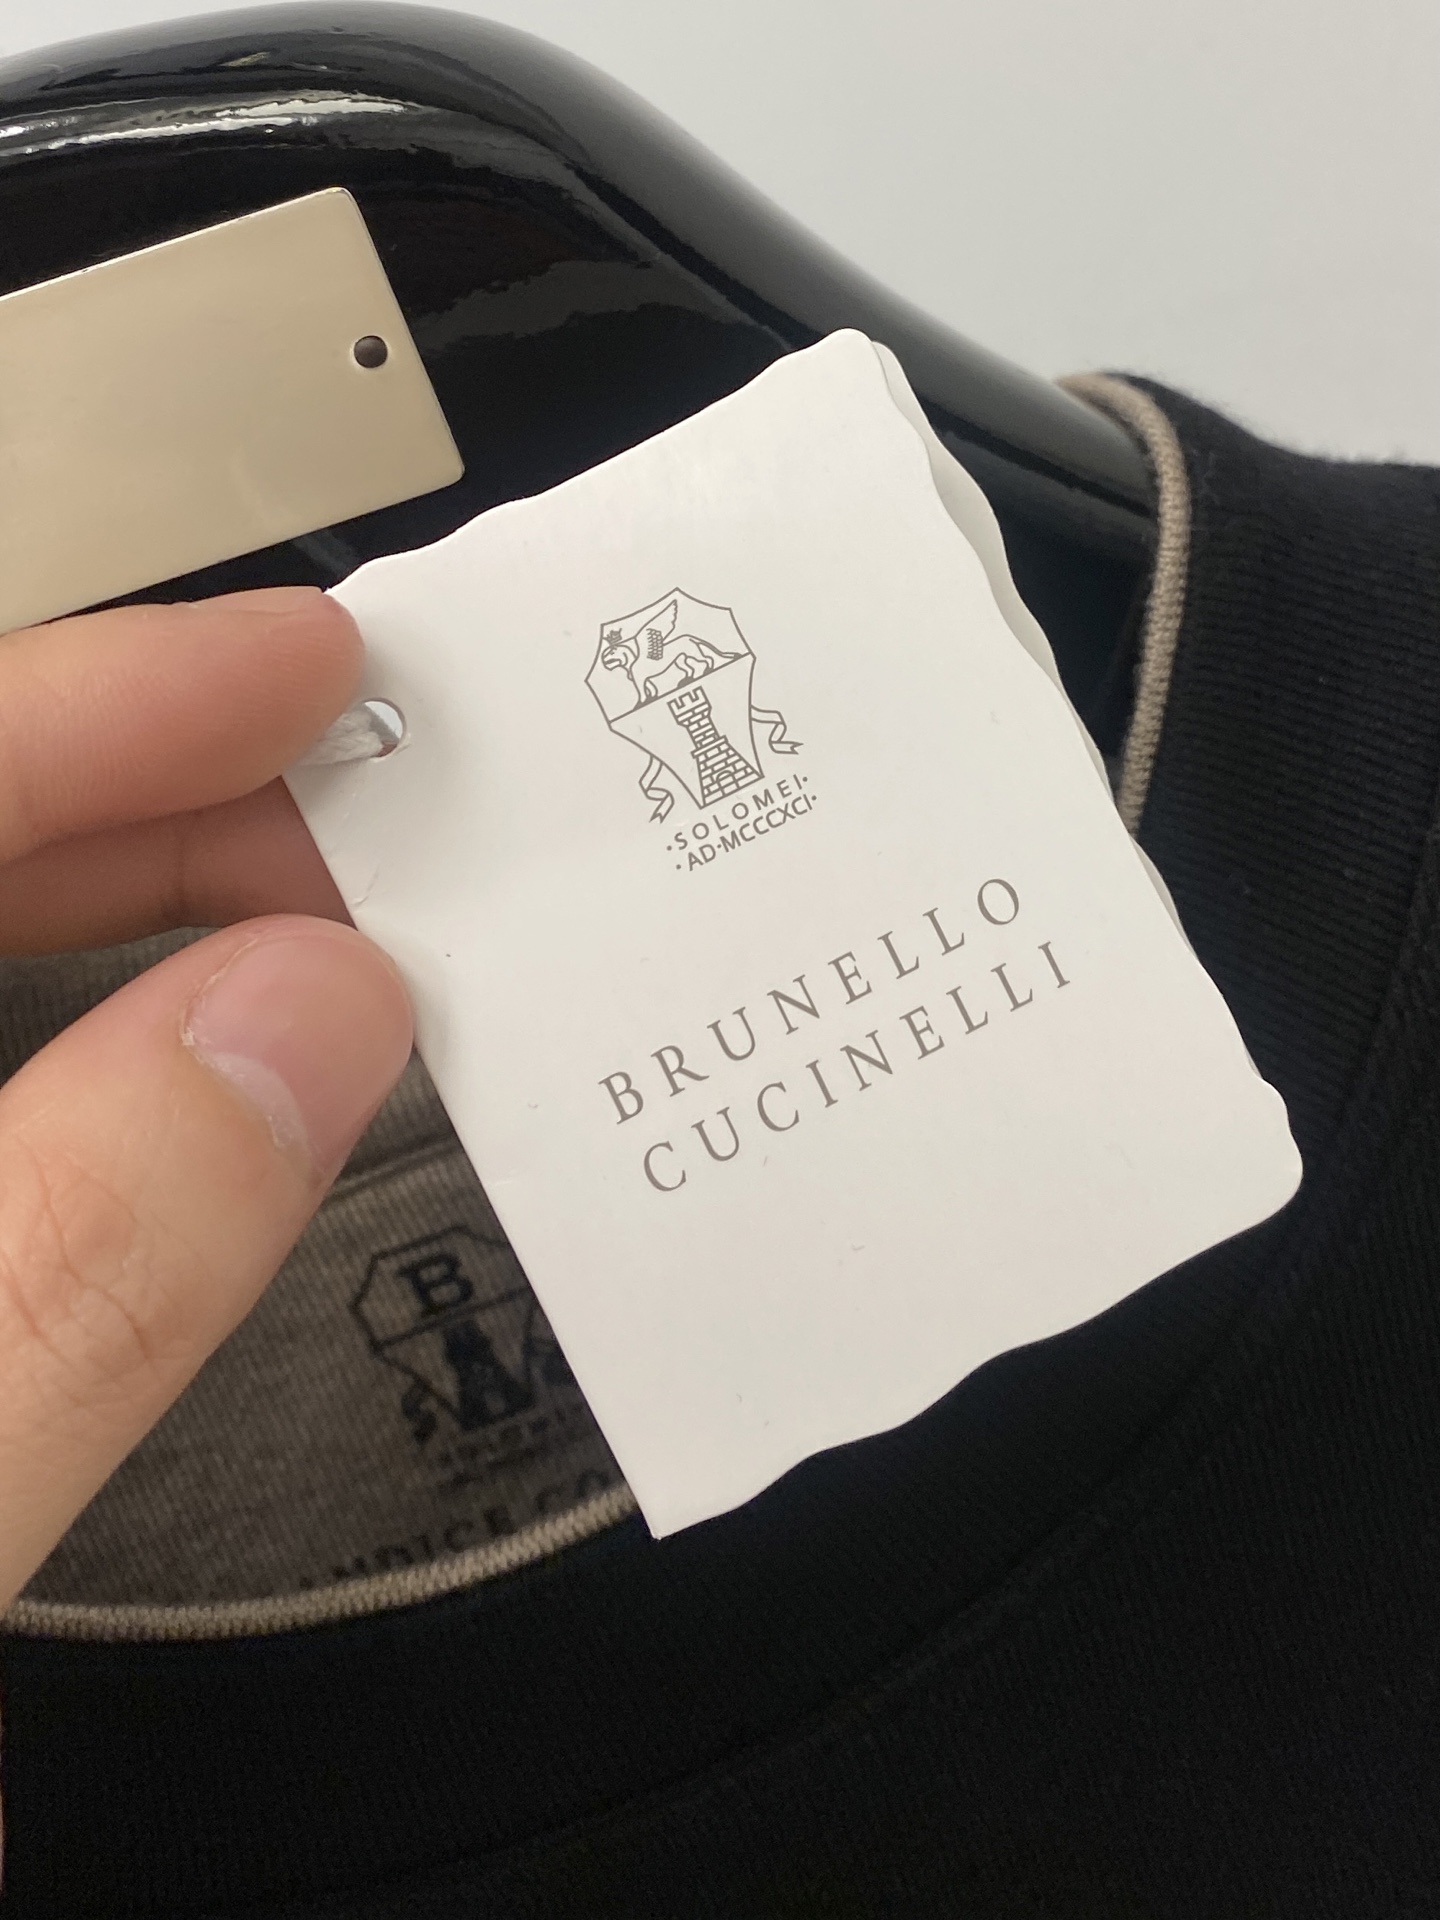 ·SOLOMEI·
·AD·MCCCXCI·
BRUNELLO
CUCINELLI
B